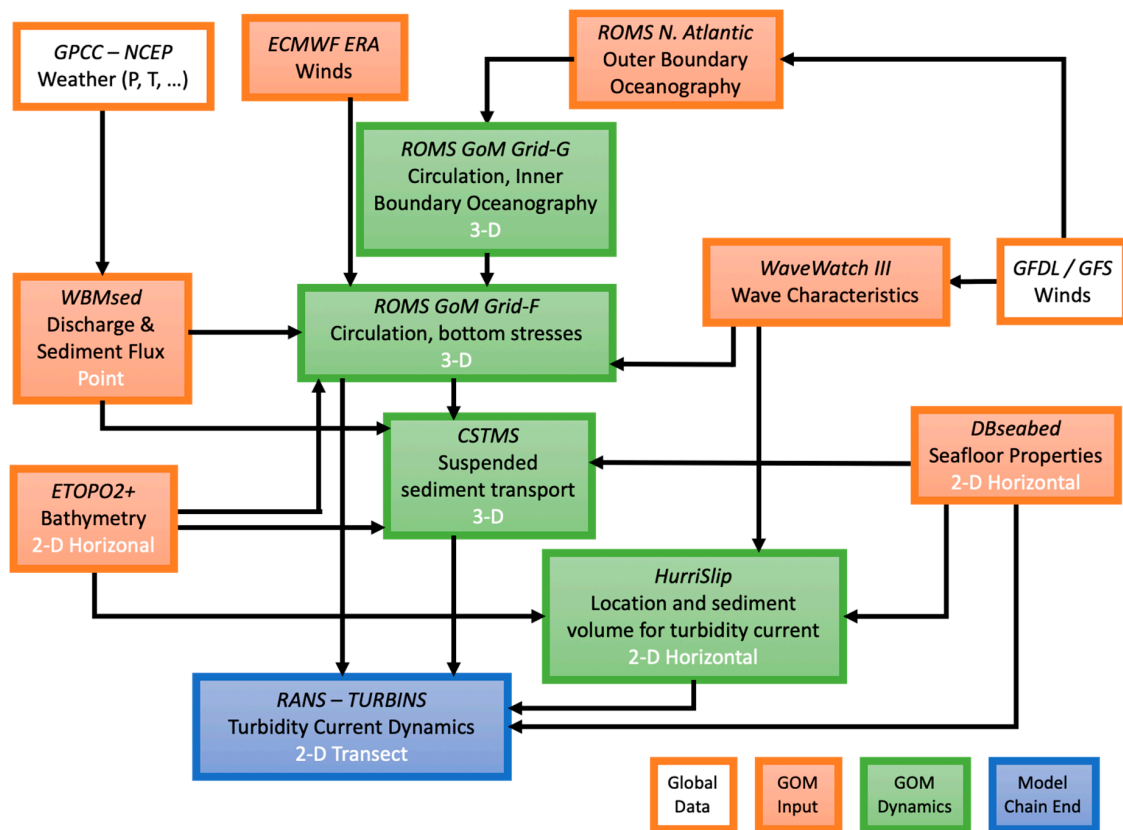 GPCC – NCEP
Weather (P, T, ...)
ECMWF ERA
Winds
ROMS N. Atlantic
Outer Boundary
Oceanography
ROMS GoM Grid-G
Circulation, Inner
Boundary Oceanography
3-D
WaveWatch III
Wave Characteristics
GFDL / GFS
Winds
WBMsed
Discharge &
Sediment Flux
Point
ROMS GoM Grid-F
Circulation, bottom stresses
3-D
CSTMS
Suspended
sediment transport
3-D
DBseabed
Seafloor Properties
2-D Horizontal
ETOPO2+
Bathymetry
2-D Horizonal
HurriSlip
Location and sediment
volume for turbidity current
2-D Horizontal
RANS – TURBINS
Turbidity Current Dynamics
2-D Transect
Global
Data
GOM
Input
GOM
Dynamics
Model
Chain End